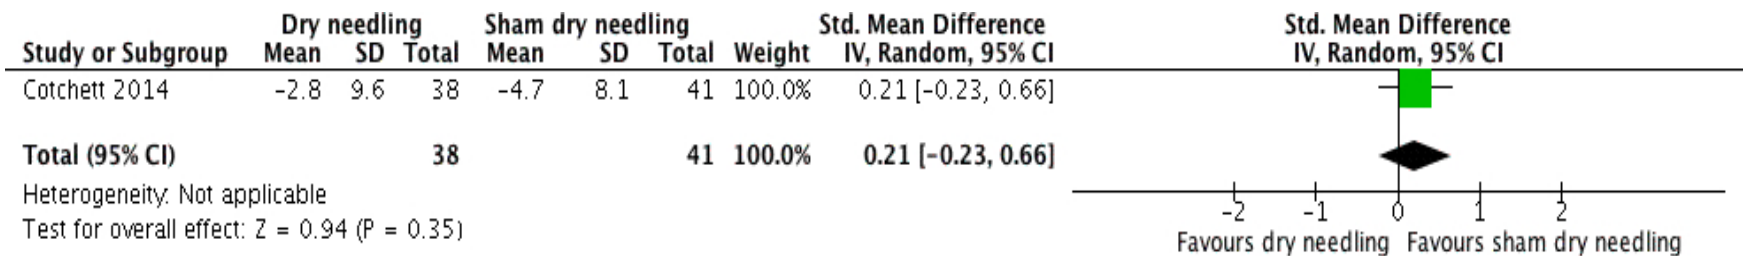 Dry needling Sham dry needling Std. Mean Difference Std. Mean Difference
Study or Subgroup Mean SD Total Mean SD Total Weight IV, Random, 95% CI IV, Random, 95% CI
Cotchett 2014 −2.8 9.6 38 −4.7 8.1 41 100.0% 0.21 [−0.23, 0.66]
Total (95% CI) 38 41 100.0% 0.21 [−0.23, 0.66]
Heterogeneity: Not applicable
Test for overall effect: Z = 0.94 (P = 0.35)
−2 −1 0 1 2
Favours dry needling Favours sham dry needling